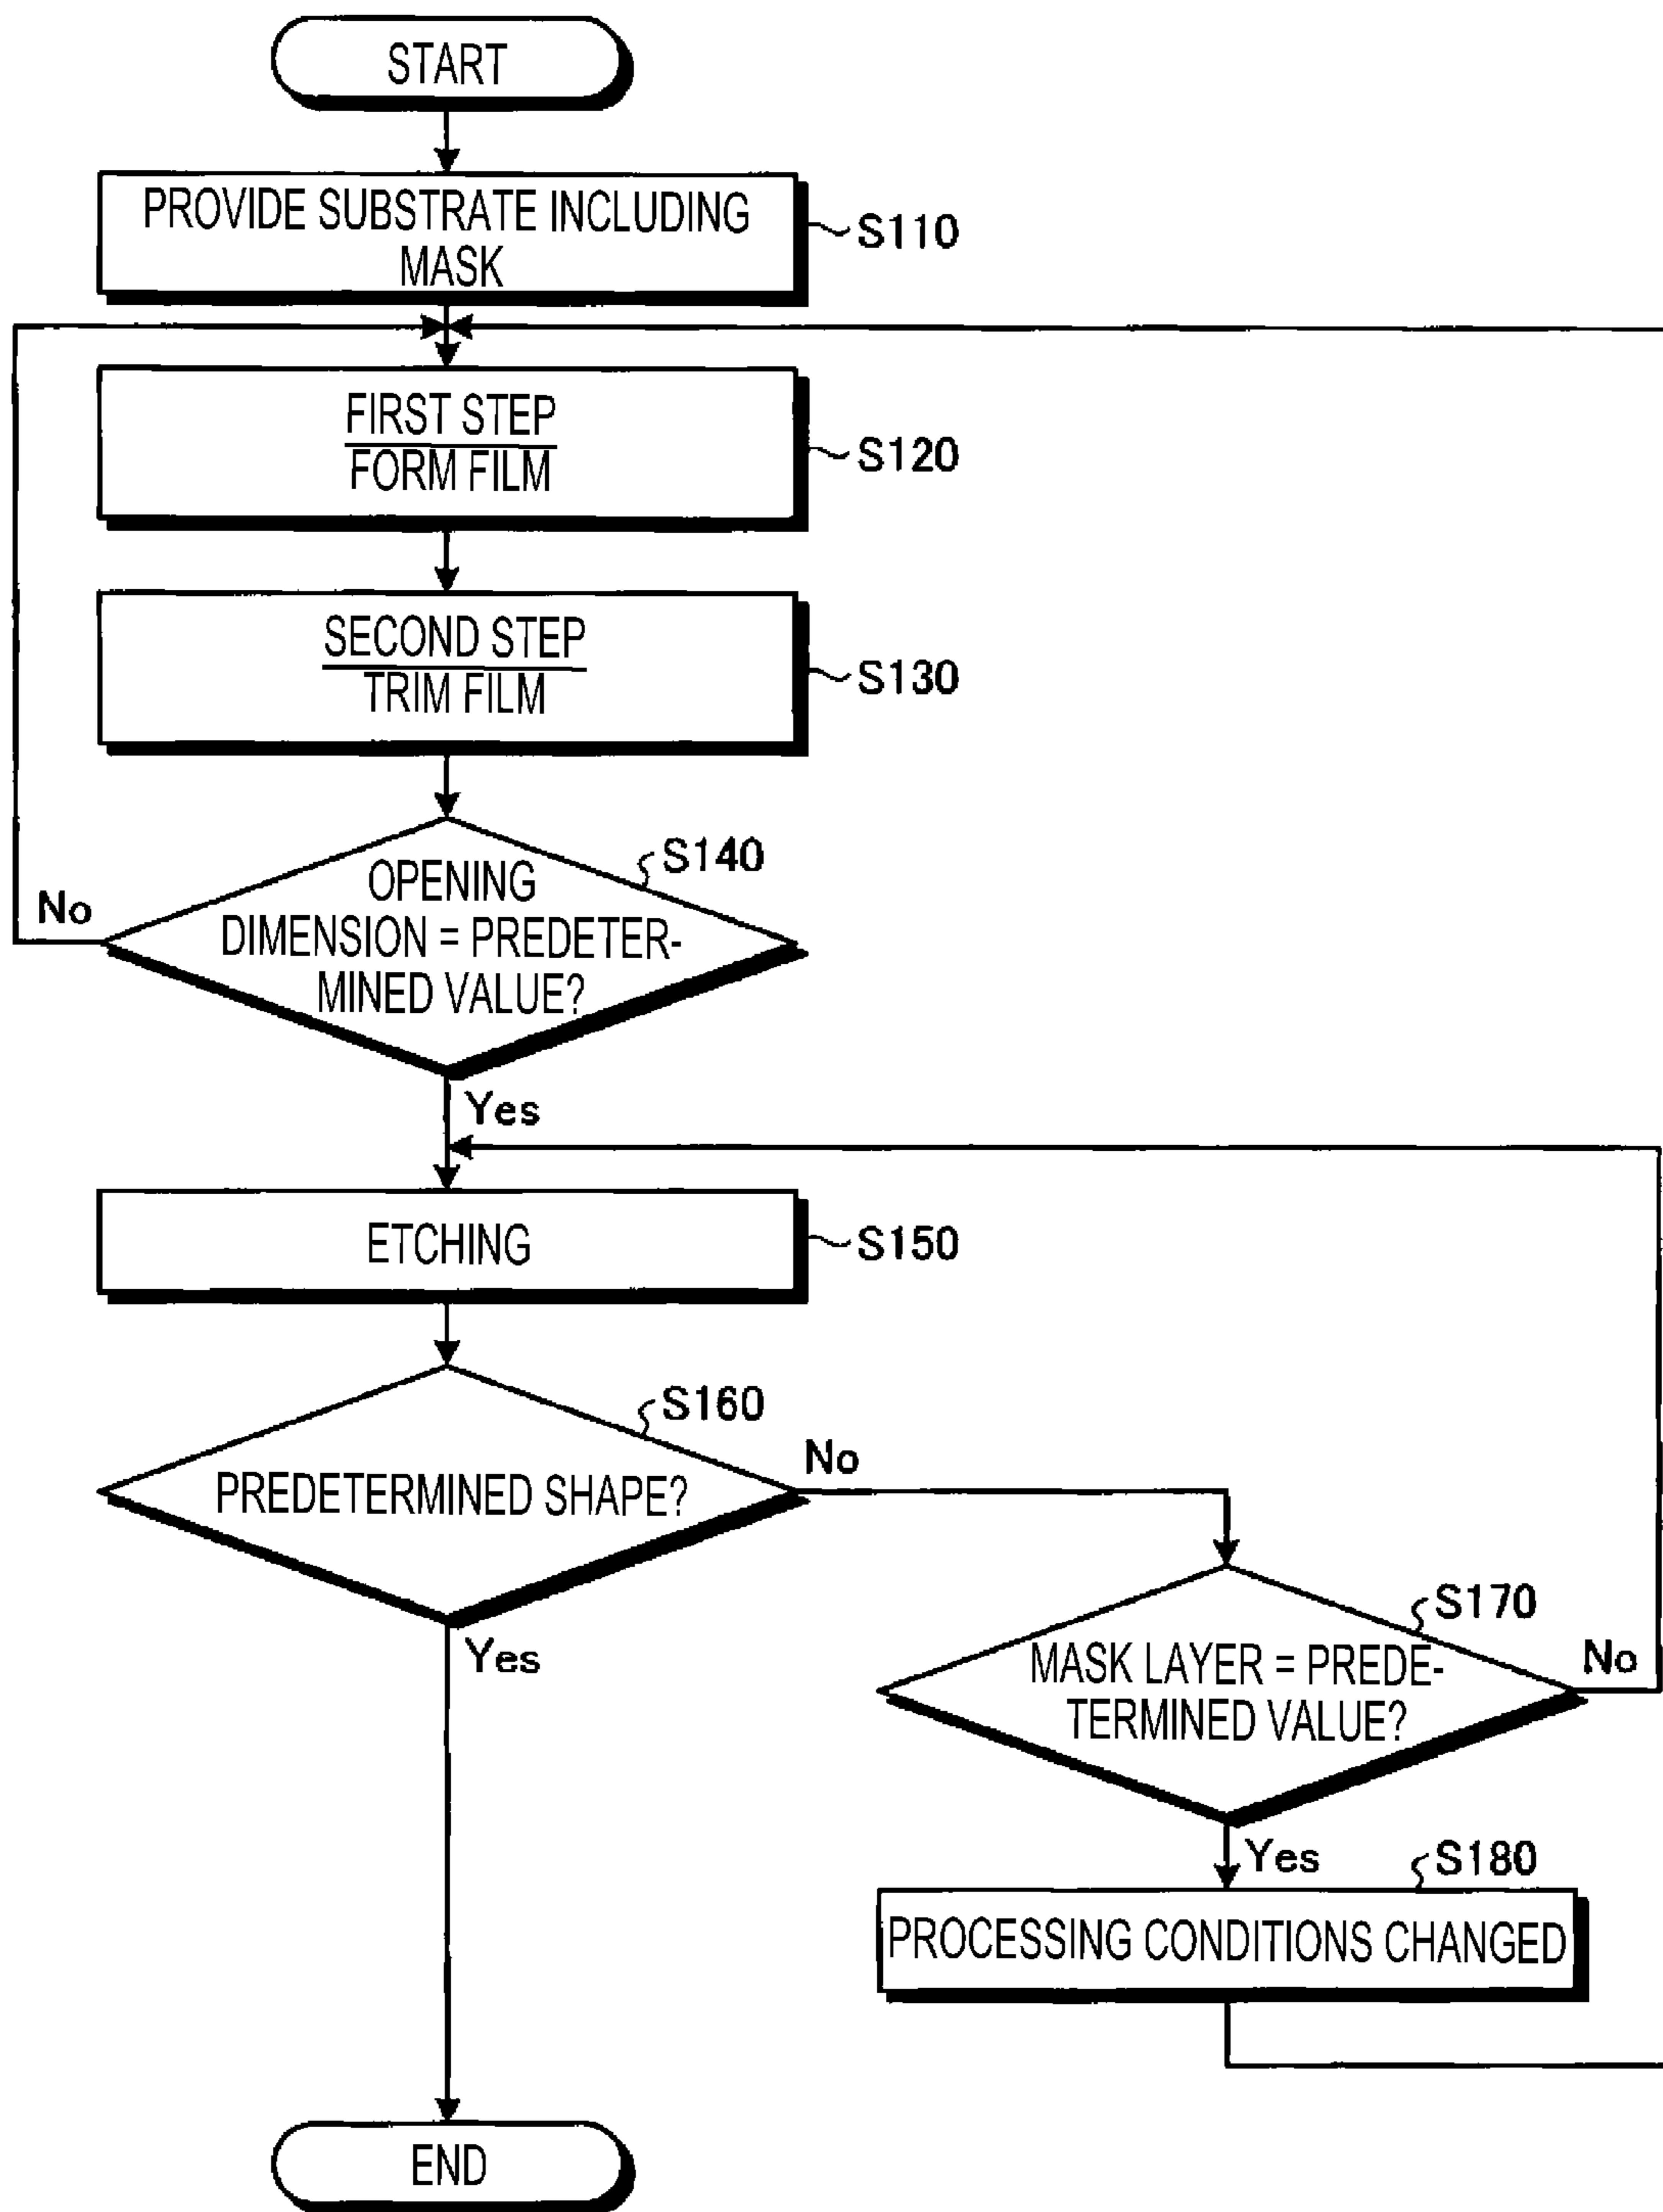 START
PROVIDE SUBSTRATE INCLUDING
MASK
S110
FIRST STEP
FORM FILM
S120
SECOND STEP
TRIM FILM
S130
S140
OPENING
DIMENSION = PREDETER-
MINED VALUE?
No
Yes
ETCHING
S150
S160
PREDETERMINED SHAPE?
No
Yes
S170
MASK LAYER = PREDE-
TERMINED VALUE?
No
Yes
S180
PROCESSING CONDITIONS CHANGED
END